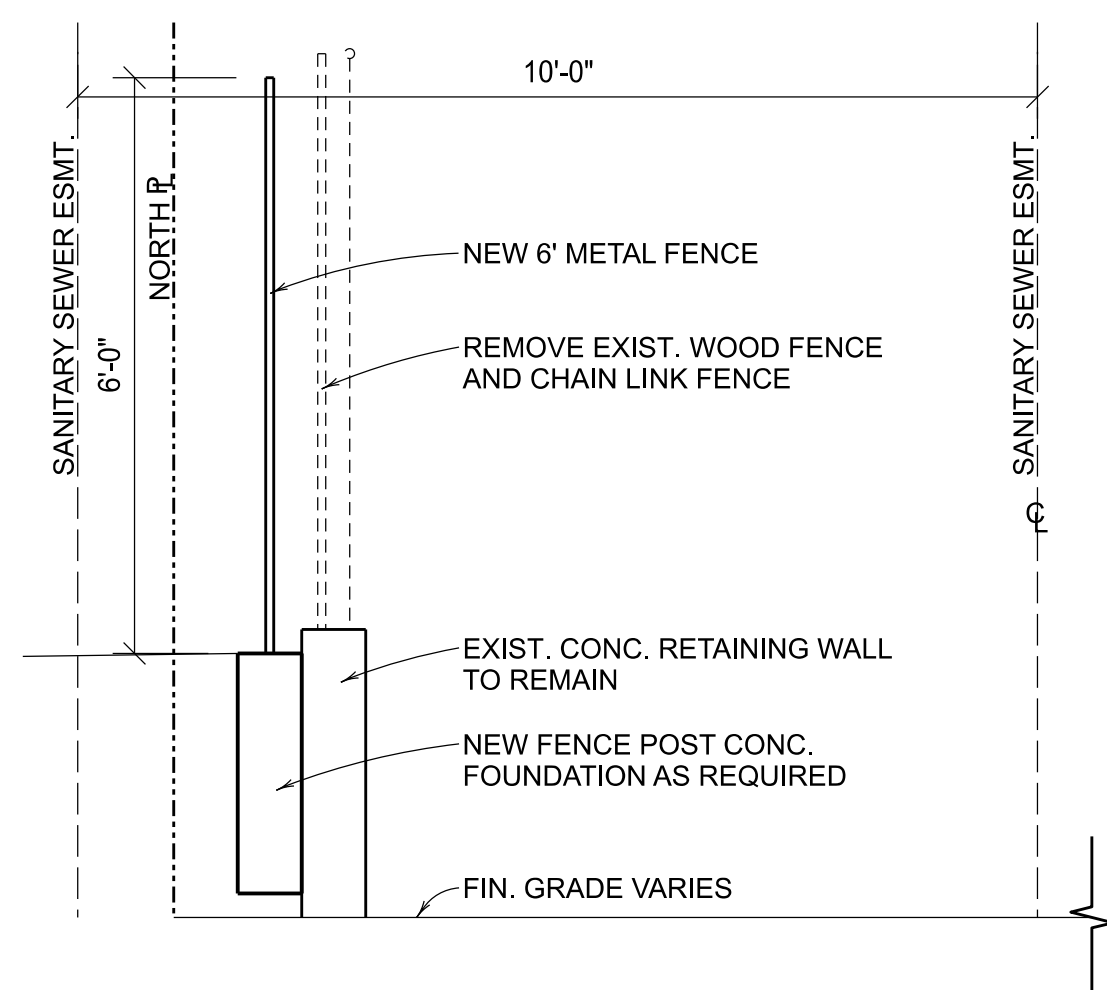 10'-0"
SANITARY SEWER ESMT.
6'-0"
NORTH PL
NEW 6' METAL FENCE
REMOVE EXIST. WOOD FENCE
AND CHAIN LINK FENCE
SANITARY SEWER ESMT.
CL
EXIST. CONC. RETAINING WALL
TO REMAIN
NEW FENCE POST CONC.
FOUNDATION AS REQUIRED
FIN. GRADE VARIES